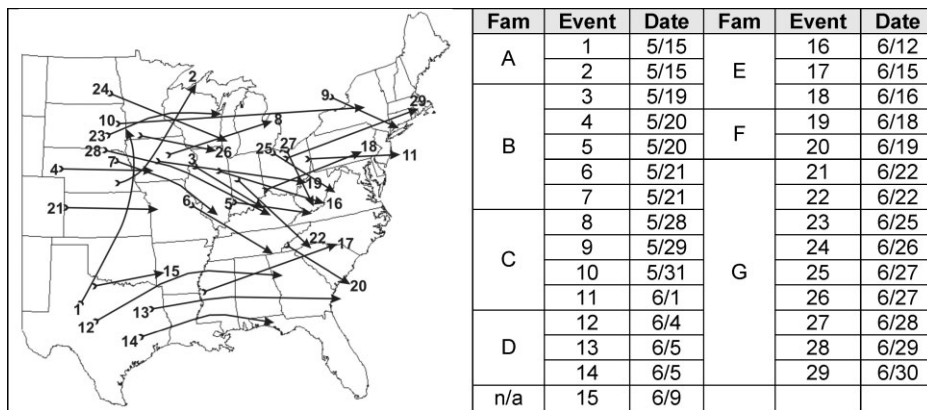 2
24
9
29
10
8
23
26
25
27
28
18
11
7
3
4
19
16
5
6
21
22
17
15
20
1
12
13
14
Fam Event Date Fam Event Date
A 1 5/15 E 16 6/12
2 5/15 17 6/15
B 3 5/19 18 6/16
4 5/20 F 19 6/18
5 5/20 20 6/19
6 5/21 G 21 6/22
7 5/21 22 6/22
C 8 5/28 23 6/25
9 5/29 24 6/26
10 5/31 25 6/27
11 6/1 26 6/27
D 12 6/4 27 6/28
13 6/5 28 6/29
14 6/5 29 6/30
n/a 15 6/9